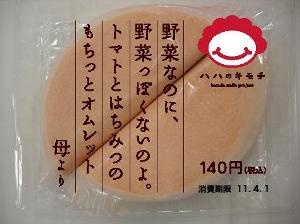 野菜なのに、
野菜っぽくないのよ。
トマトとはちみつの
もちっとオムレット
母より
ハハのキモチ
140円(税込)
消費期限 11.4.1